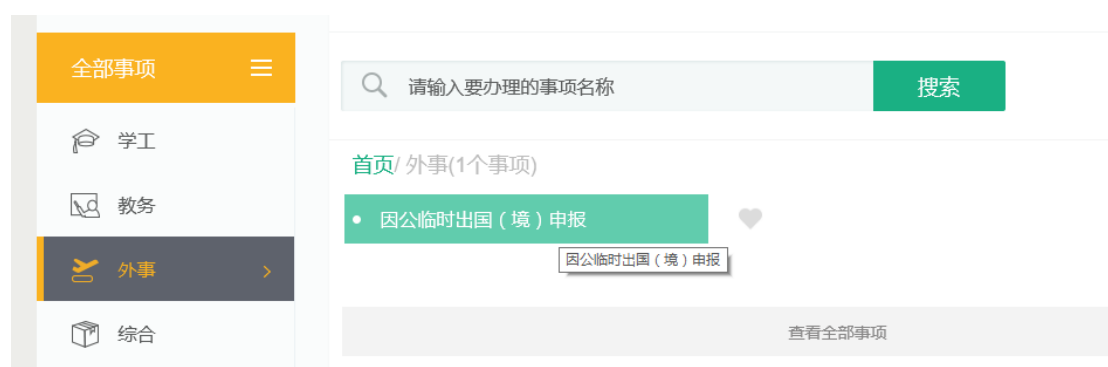 全部事项
请输入要办理的事项名称
搜索
学工
首页/ 外事(1个事项)
教务
因公临时出国（境）申报
因公临时出国（境）申报
外事
综合
查看全部事项